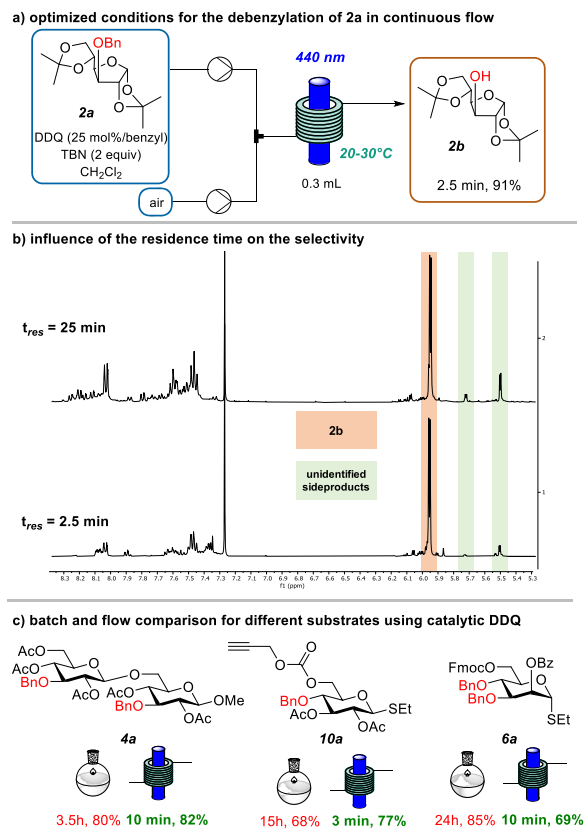 a) optimized conditions for the debenzylation of 2a in continuous flow
OBn
O
O
O
O
O
2a
DDQ (25 mol%/benzyl)
TBN (2 equiv)
CH2Cl2
air
440 nm
20-30°C
0.3 mL
OH
O
O
O
O
O
2b
2.5 min, 91%
b) influence of the residence time on the selectivity
tres = 25 min
2
2b
unidentified
sideproducts
1
tres = 2.5 min
8.3 8.2 8.1 8.0 7.9 7.8 7.7 7.6 7.5 7.4 7.3 7.2 7.1 7.0 6.9 6.8 6.7 6.6 6.5 6.4 6.3 6.2 6.1 6.0 5.9 5.8 5.7 5.6 5.5 5.4 5.3
f1 (ppm)
c) batch and flow comparison for different substrates using catalytic DDQ
AcO
AcO
O
BnO
AcO
O
AcO
O
BnO
OAc
OMe
4a
3.5h, 80% 10 min, 82%
O
O
O
BnO
O
AcO
OAc
SEt
10a
15h, 68% 3 min, 77%
FmocO
OBz
BnO
O
BnO
SEt
6a
24h, 85% 10 min, 69%